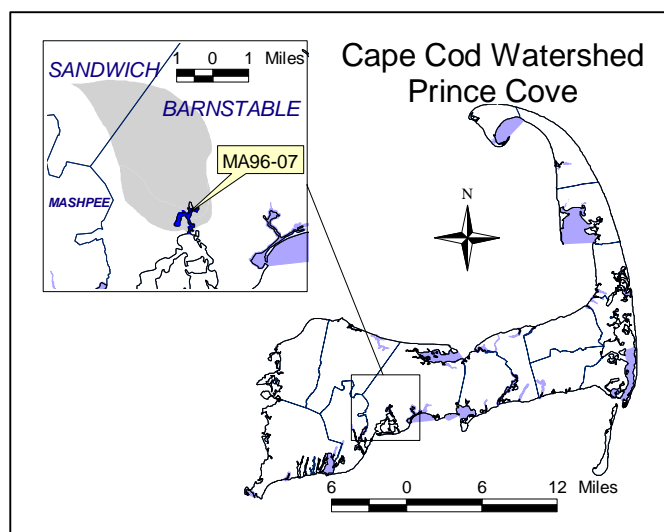 Cape Cod Watershed
Prince Cove
1 0 1 Miles
SANDWICH
BARNSTABLE
MA96-07
MASHPEE
N
6 0 6 12 Miles